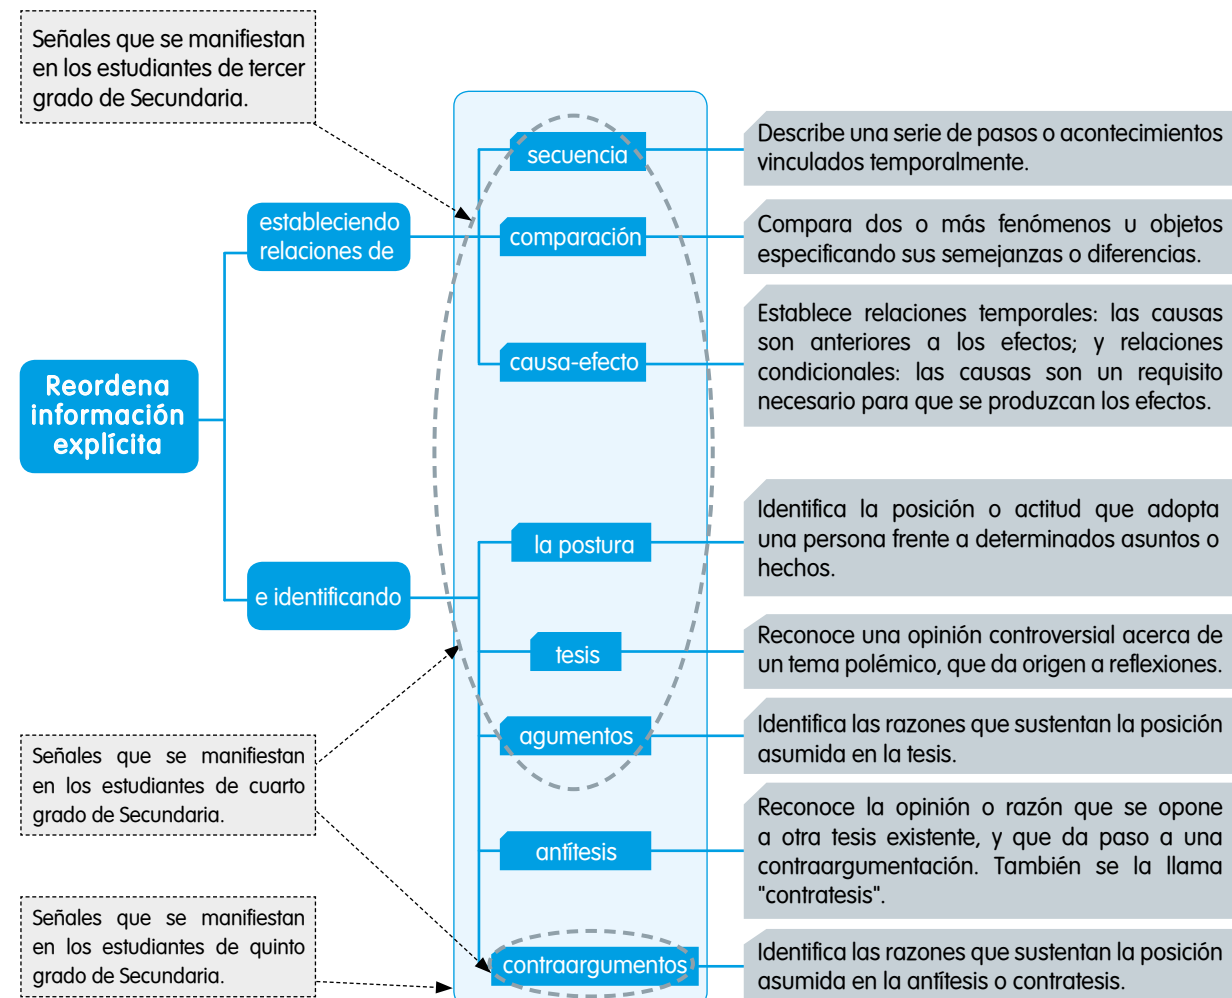 Señales que se manifiestan
en los estudiantes de tercer
grado de Secundaria.
secuencia
Describe una serie de pasos o acontecimientos
vinculados temporalmente.
estableciendo
relaciones de
comparación
Compara dos o más fenómenos u objetos
especificando sus semejanzas o diferencias.
causa-efecto
Establece relaciones temporales: las causas
son anteriores a los efectos; y relaciones
condicionales: las causas son un requisito
necesario para que se produzcan los efectos.
Reordena
información
explícita
la postura
Identifica la posición o actitud que adopta
una persona frente a determinados asuntos o
hechos.
e identificando
tesis
Reconoce una opinión controversial acerca de
un tema polémico, que da origen a reflexiones.
agumentos
Identifica las razones que sustentan la posición
asumida en la tesis.
Señales que se manifiestan
en los estudiantes de cuarto
grado de Secundaria.
antítesis
Reconoce la opinión o razón que se opone
a otra tesis existente, y que da paso a una
contraargumentación. También se la llama
"contratesis".
Señales que se manifiestan
en los estudiantes de quinto
grado de Secundaria.
contraargumentos
Identifica las razones que sustentan la posición
asumida en la antítesis o contratesis.